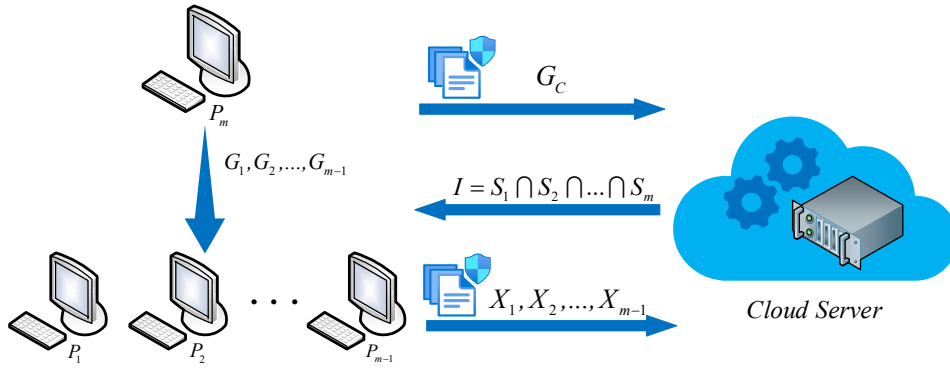 G_C
P_m
G_1, G_2, ..., G_{m-1}
I = S_1 ⋂ S_2 ⋂ ... ⋂ S_m
X_1, X_2, ..., X_{m-1}
Cloud Server
P_1
P_2
. . .
P_{m-1}